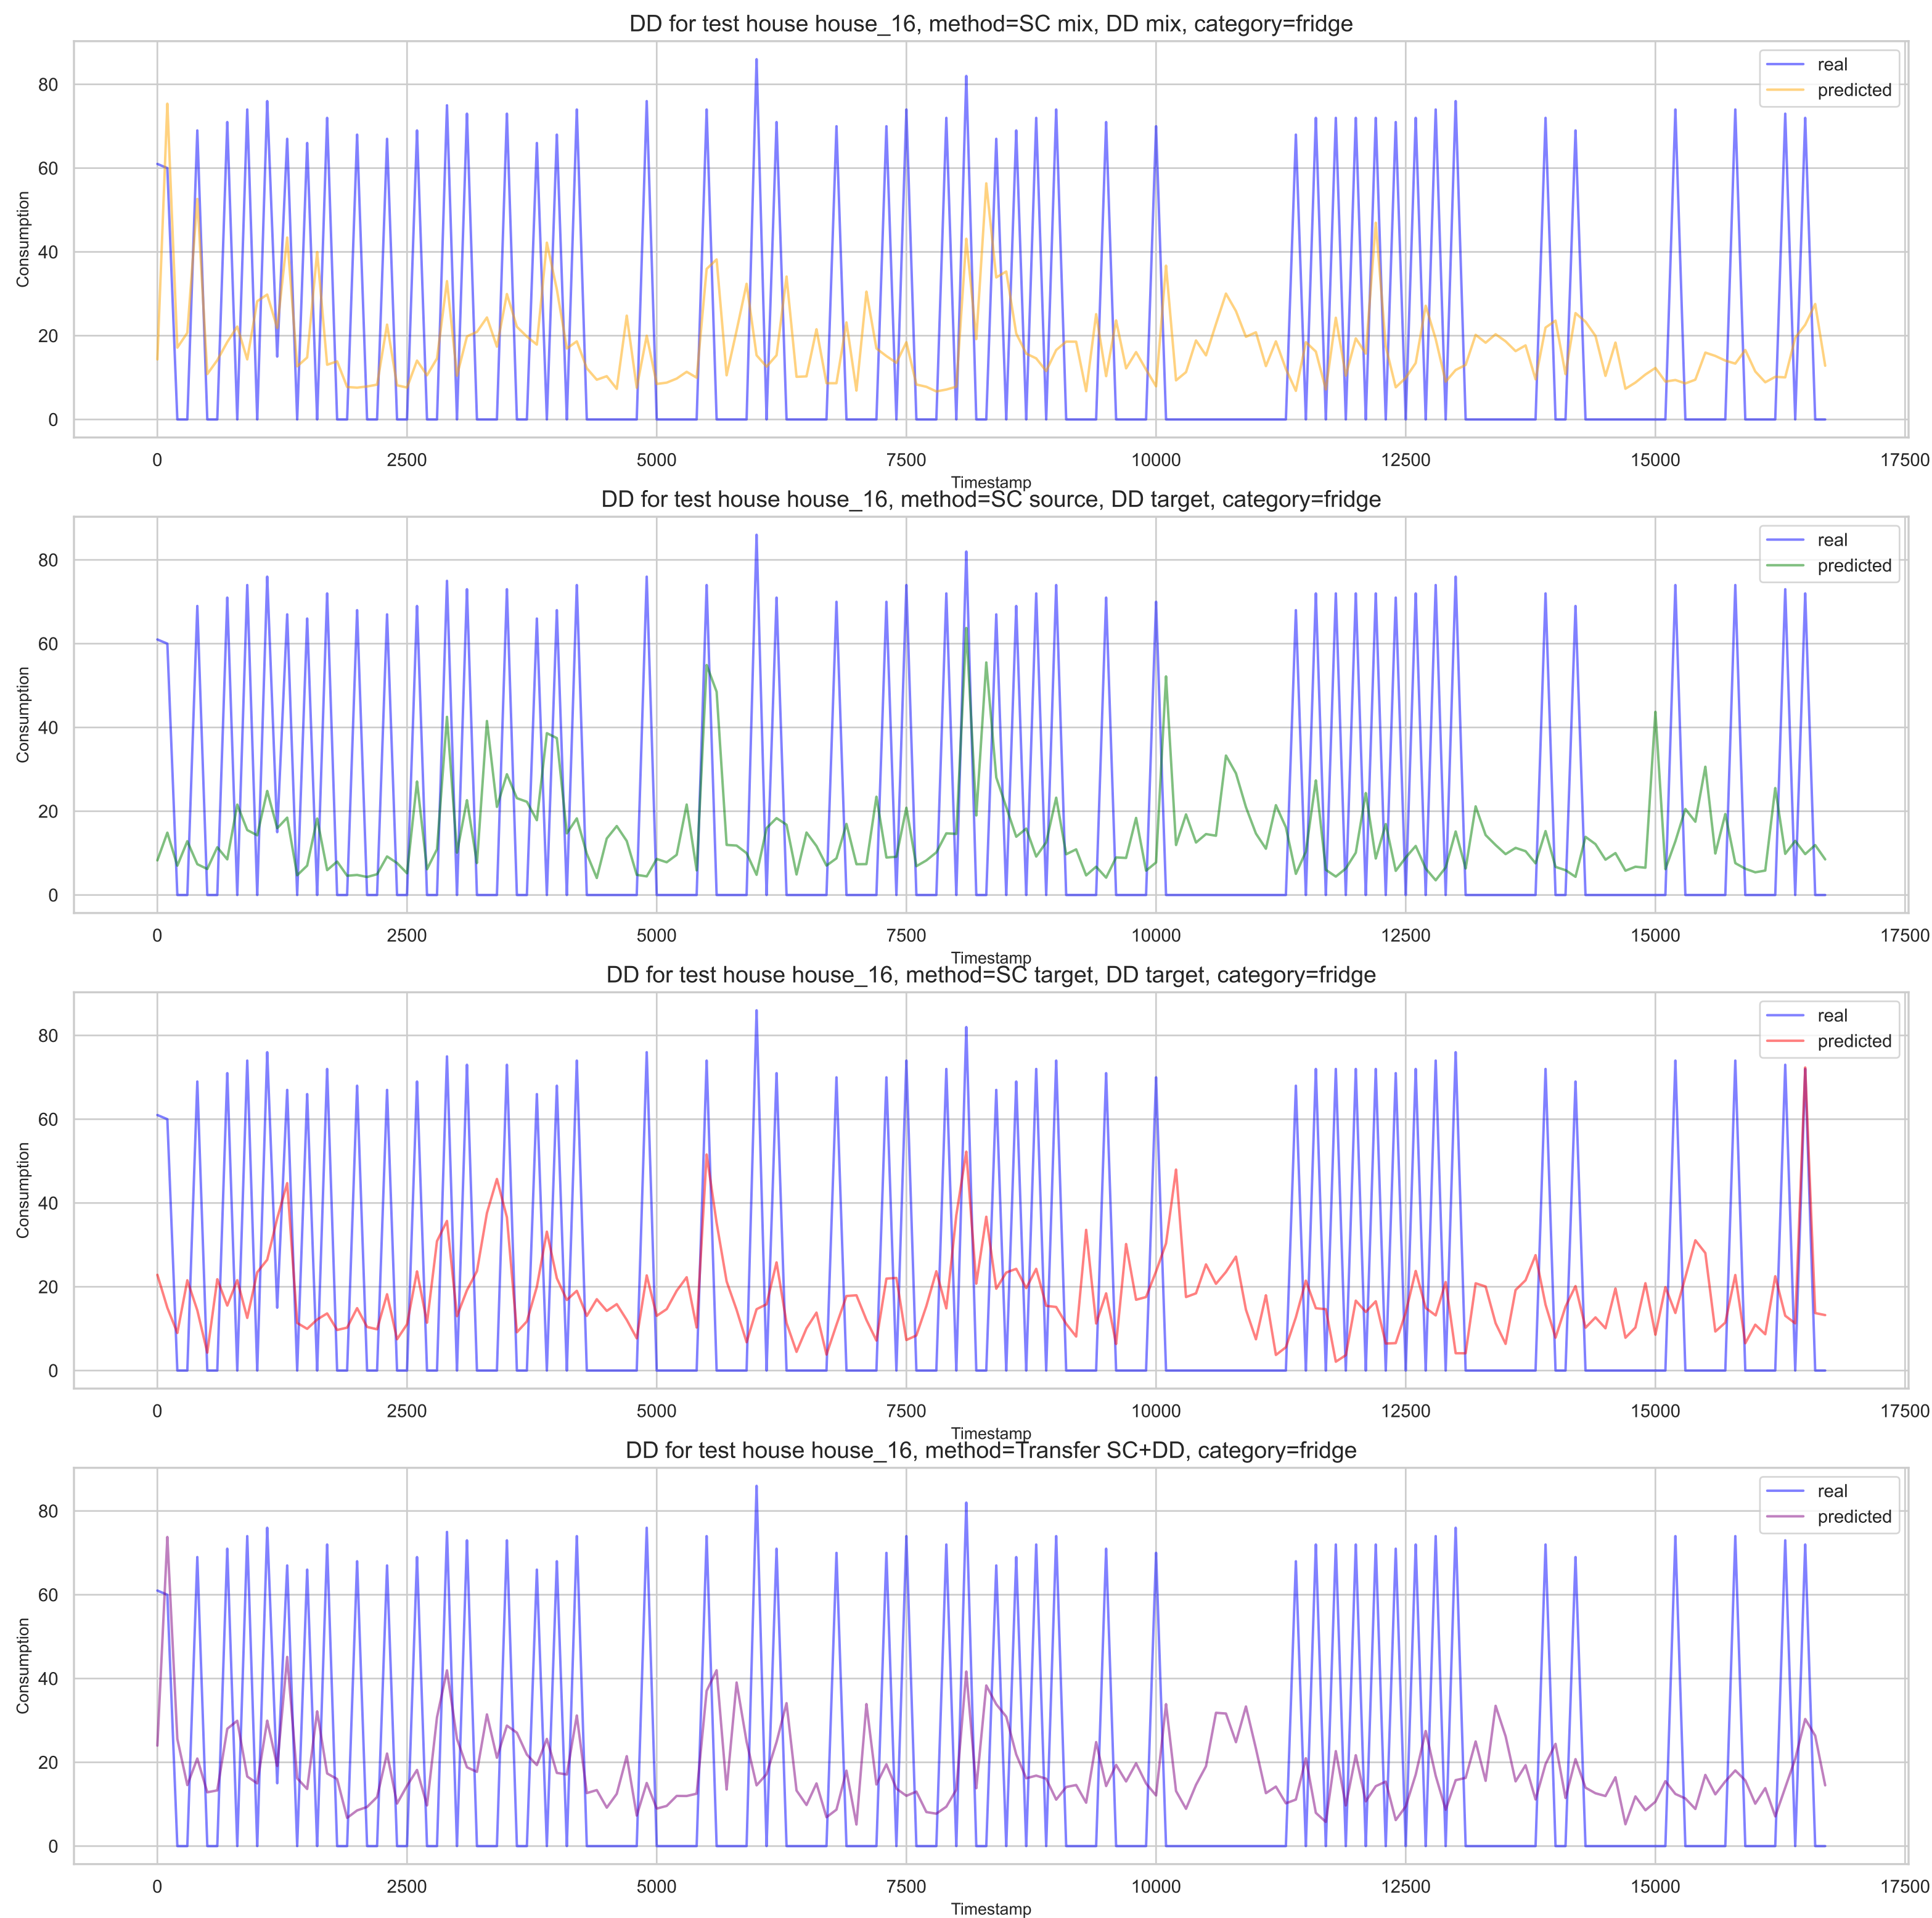 DD for test house house_16, method=SC mix, DD mix, category=fridge
real
predicted
80
60
40
20
0
Consumption
0 2500 5000 7500 10000 12500 15000 17500
Timestamp
DD for test house house_16, method=SC source, DD target, category=fridge
real
predicted
80
60
40
20
0
Consumption
0 2500 5000 7500 10000 12500 15000 17500
Timestamp
DD for test house house_16, method=SC target, DD target, category=fridge
real
predicted
80
60
40
20
0
Consumption
0 2500 5000 7500 10000 12500 15000 17500
Timestamp
DD for test house house_16, method=Transfer SC+DD, category=fridge
real
predicted
80
60
40
20
0
Consumption
0 2500 5000 7500 10000 12500 15000 17500
Timestamp